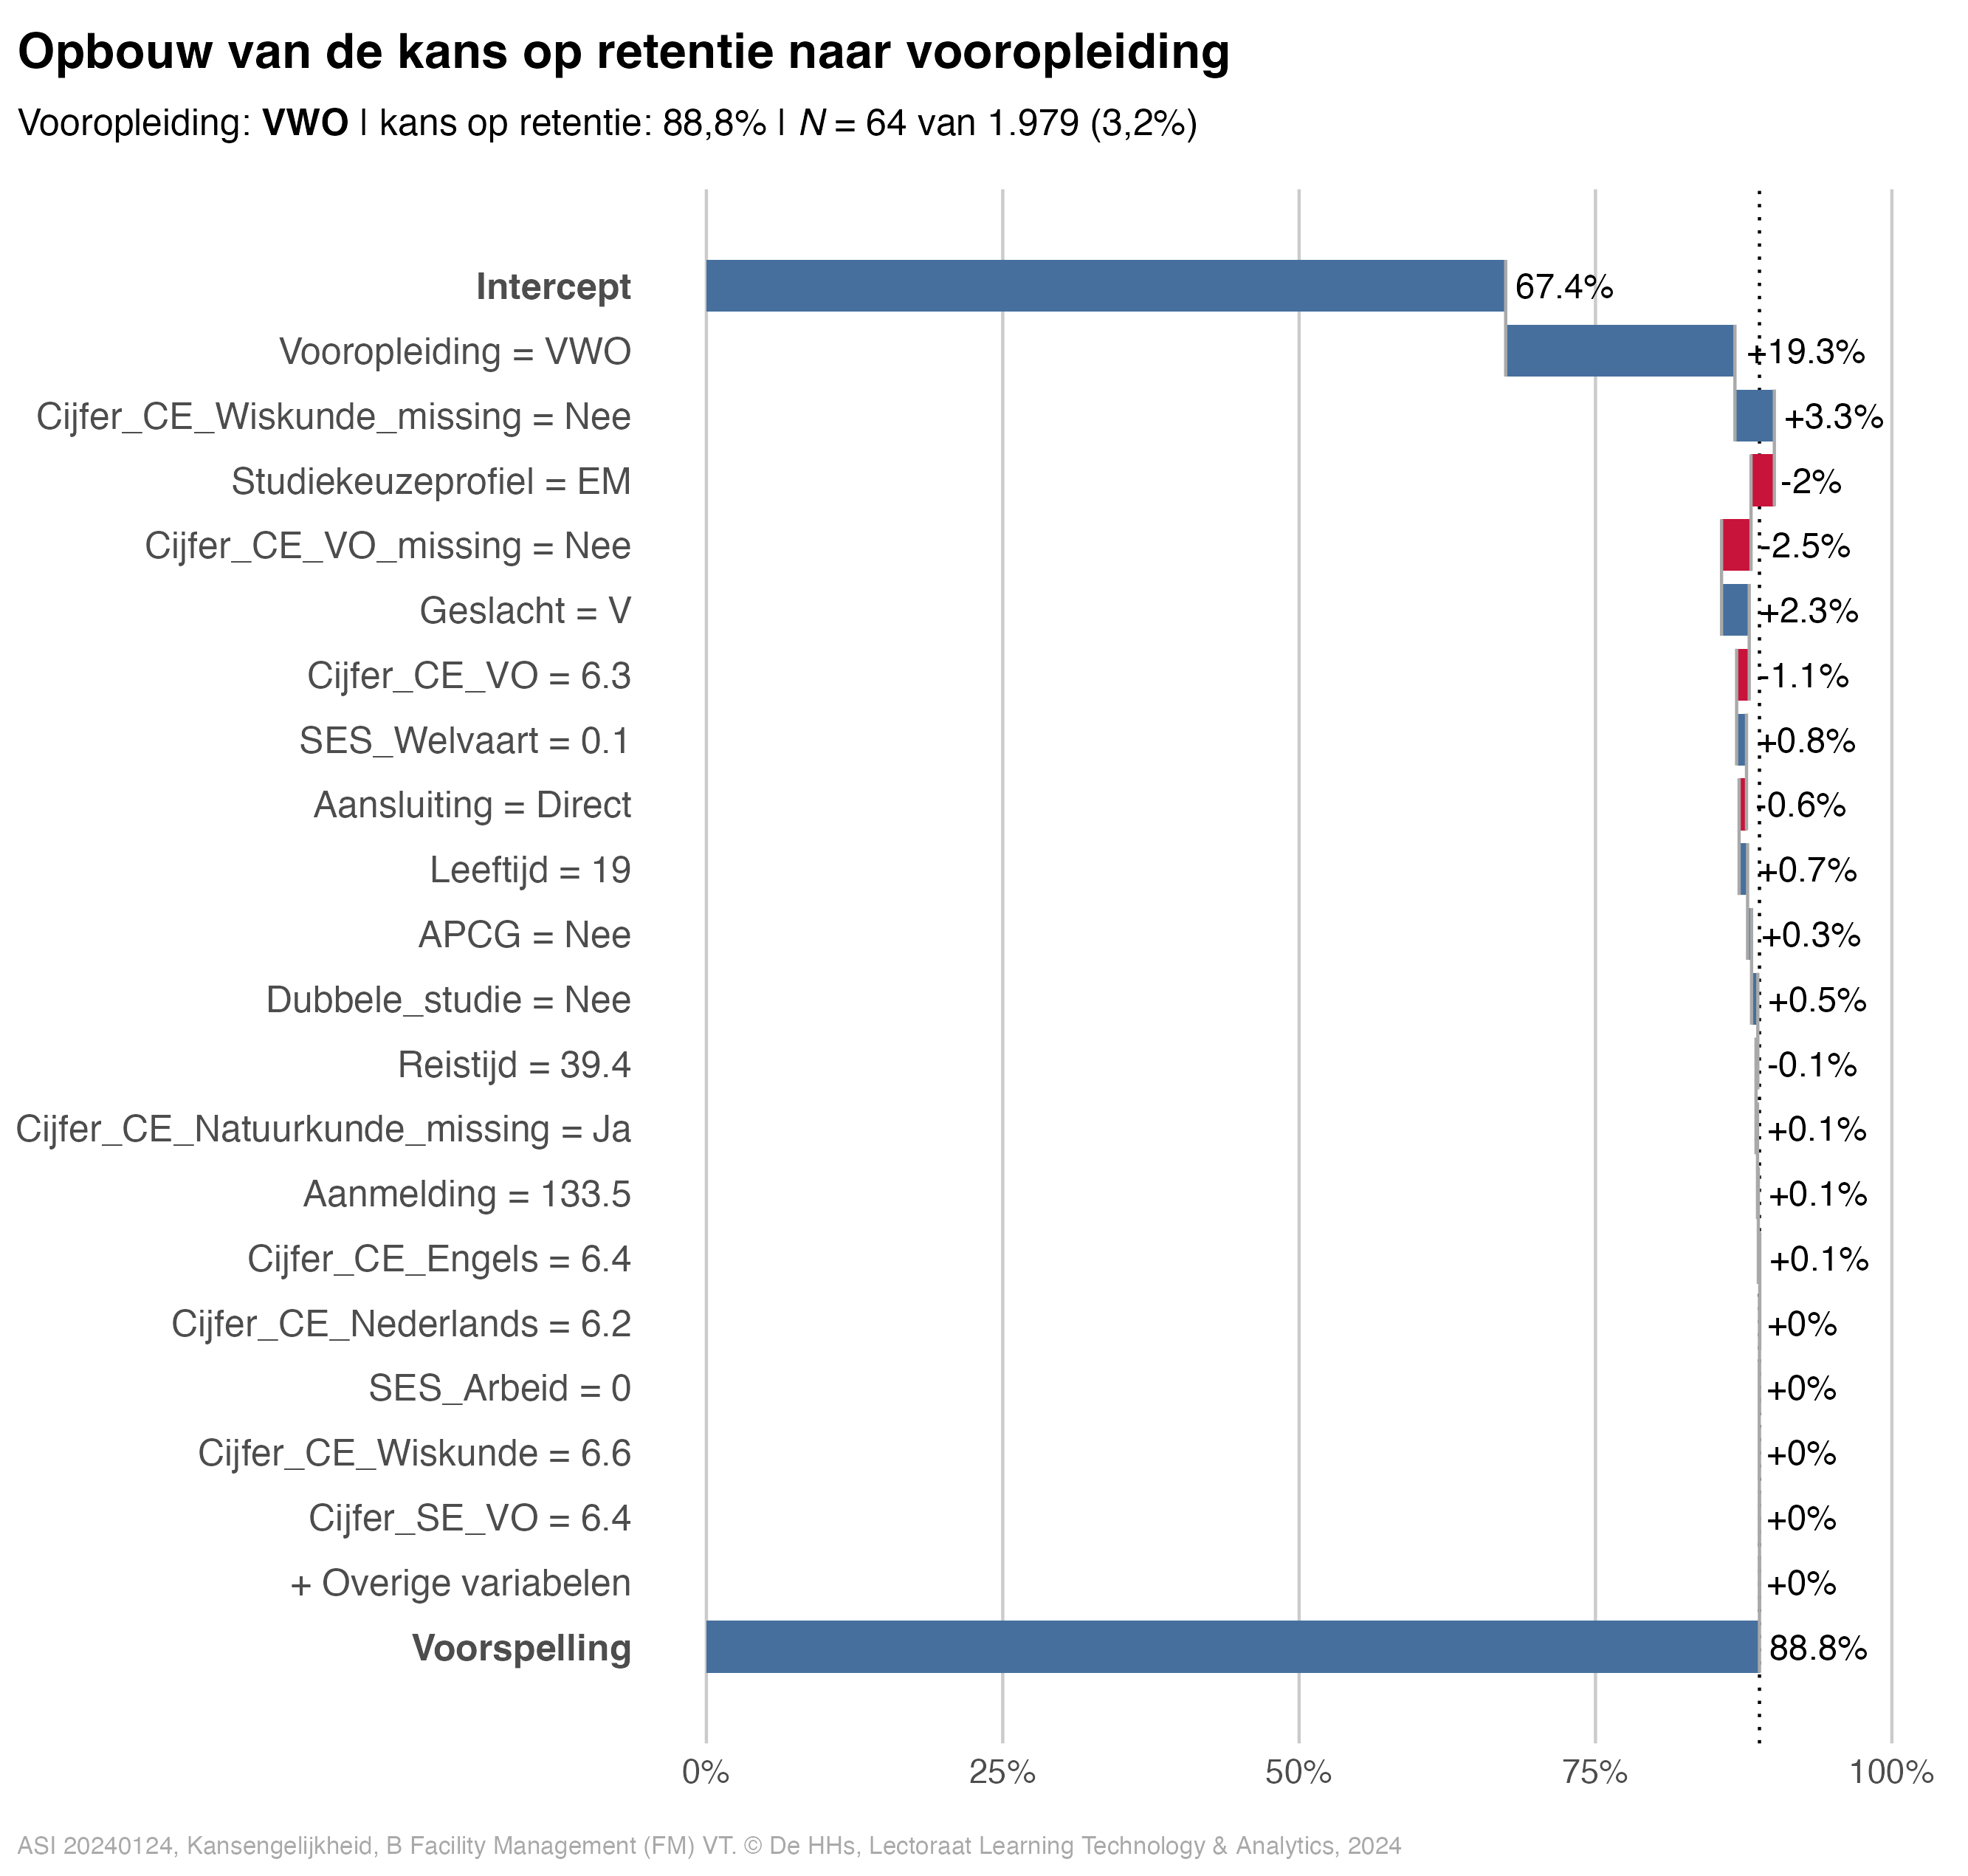 Opbouw van de kans op retentie naar vooropleiding
Vooropleiding: VWO | kans op retentie: 88,8% | N = 64 van 1.979 (3,2%)
Intercept 67.4%
Vooropleiding = VWO +19.3%
Cijfer_CE_Wiskunde_missing = Nee +3.3%
Studiekeuzeprofiel = EM -2%
Cijfer_CE_VO_missing = Nee -2.5%
Geslacht = V +2.3%
Cijfer_CE_VO = 6.3 -1.1%
SES_Welvaart = 0.1 +0.8%
Aansluiting = Direct -0.6%
Leeftijd = 19 +0.7%
APCG = Nee +0.3%
Dubbele_studie = Nee +0.5%
Reistijd = 39.4 -0.1%
Cijfer_CE_Natuurkunde_missing = Ja +0.1%
Aanmelding = 133.5 +0.1%
Cijfer_CE_Engels = 6.4 +0.1%
Cijfer_CE_Nederlands = 6.2 +0%
SES_Arbeid = 0 +0%
Cijfer_CE_Wiskunde = 6.6 +0%
Cijfer_SE_VO = 6.4 +0%
+ Overige variabelen +0%
Voorspelling 88.8%
0% 25% 50% 75% 100%
ASI 20240124, Kansengelijkheid, B Facility Management (FM) VT. © De HHs, Lectoraat Learning Technology & Analytics, 2024